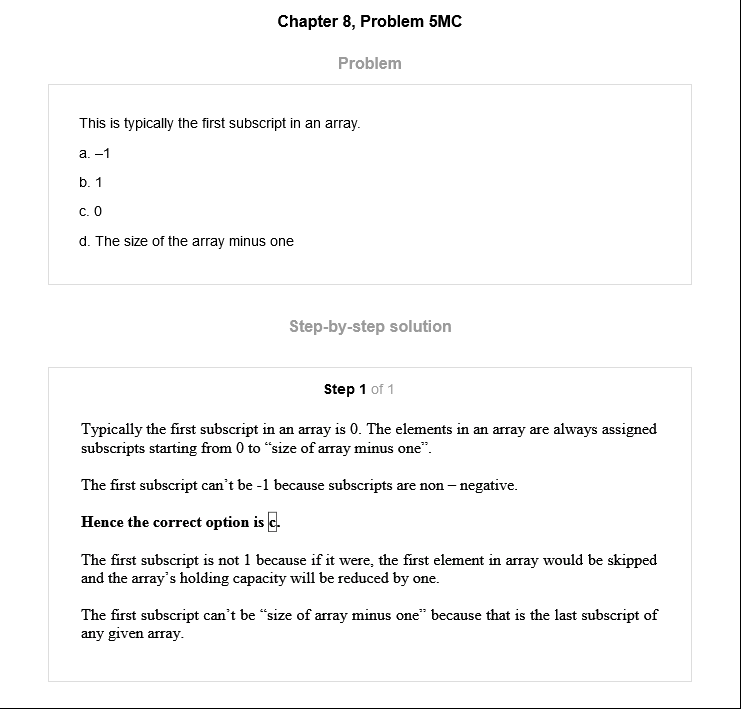 Chapter 8, Problem 5MC
Problem
This is typically the first subscript in an array.
a. –1
b. 1
c. 0
d. The size of the array minus one
Step-by-step solution
Step 1 of 1
Typically the first subscript in an array is 0. The elements in an array are always assigned
subscripts starting from 0 to “size of array minus one”.
The first subscript can’t be -1 because subscripts are non – negative.
Hence the correct option is c.
The first subscript is not 1 because if it were, the first element in array would be skipped
and the array’s holding capacity will be reduced by one.
The first subscript can’t be “size of array minus one” because that is the last subscript of
any given array.